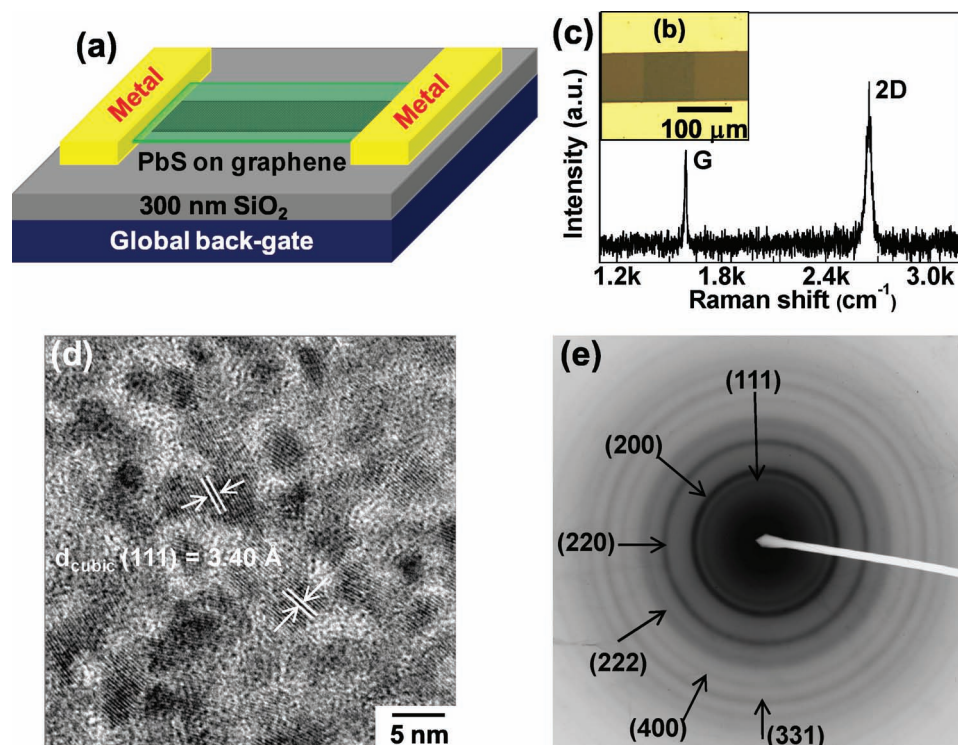 (a)
Metal
Metal
PbS on graphene
300 nm SiO₂
Global back-gate
(c)
(b)
100 μm
2D
G
Intensity (a.u.)
1.2k 1.8k 2.4k 3.0k
Raman shift (cm⁻¹)
(d)
d_cubic (111) = 3.40 Å
5 nm
(e)
(111)
(200)
(220)
(222)
(400)
(331)